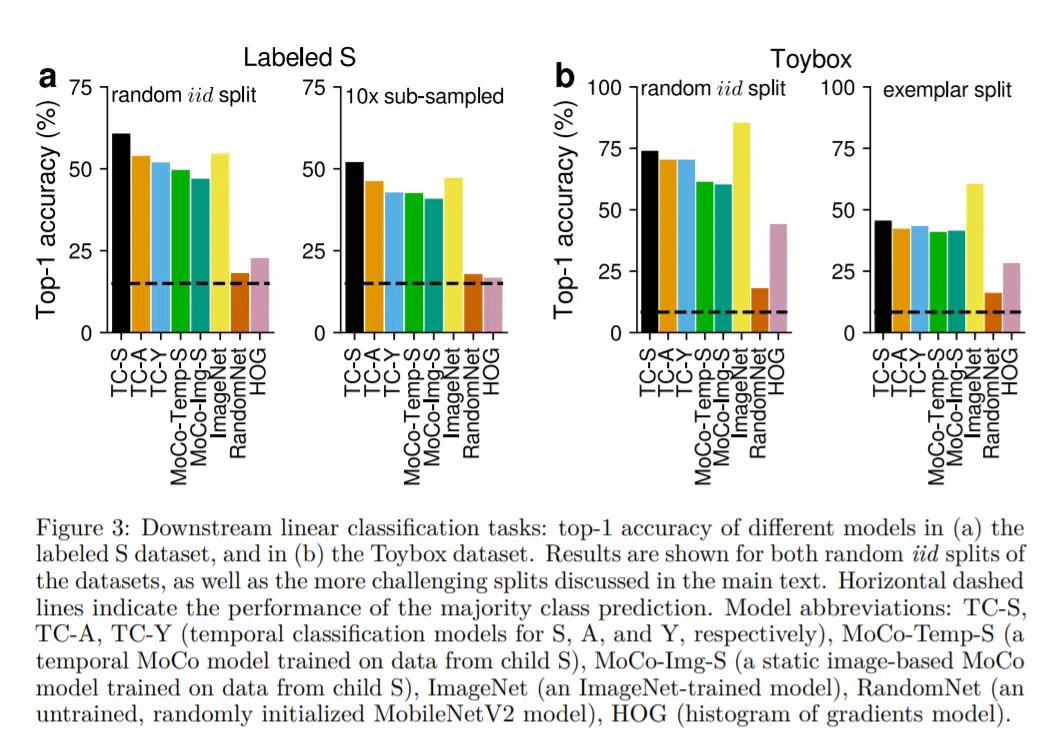 Labeled S
Toybox
a
random iid split
Top-1 accuracy (%)
75
50
25
0
TC-S
TC-A
TC-Y
MoCo-Temp-S
MoCo-Img-S
ImageNet
RandomNet
HOG
10x sub-sampled
75
50
25
0
TC-S
TC-A
TC-Y
MoCo-Temp-S
MoCo-Img-S
ImageNet
RandomNet
HOG
b
random iid split
Top-1 accuracy (%)
100
75
50
25
0
TC-S
TC-A
TC-Y
MoCo-Temp-S
MoCo-Img-S
ImageNet
RandomNet
HOG
exemplar split
100
75
50
25
0
TC-S
TC-A
TC-Y
MoCo-Temp-S
MoCo-Img-S
ImageNet
RandomNet
HOG
Figure 3: Downstream linear classification tasks: top-1 accuracy of different models in (a) the
labeled S dataset, and in (b) the Toybox dataset. Results are shown for both random iid splits of
the datasets, as well as the more challenging splits discussed in the main text. Horizontal dashed
lines indicate the performance of the majority class prediction. Model abbreviations: TC-S,
TC-A, TC-Y (temporal classification models for S, A, and Y, respectively), MoCo-Temp-S (a
temporal MoCo model trained on data from child S), MoCo-Img-S (a static image-based MoCo
model trained on data from child S), ImageNet (an ImageNet-trained model), RandomNet (an
untrained, randomly initialized MobileNetV2 model), HOG (histogram of gradients model).